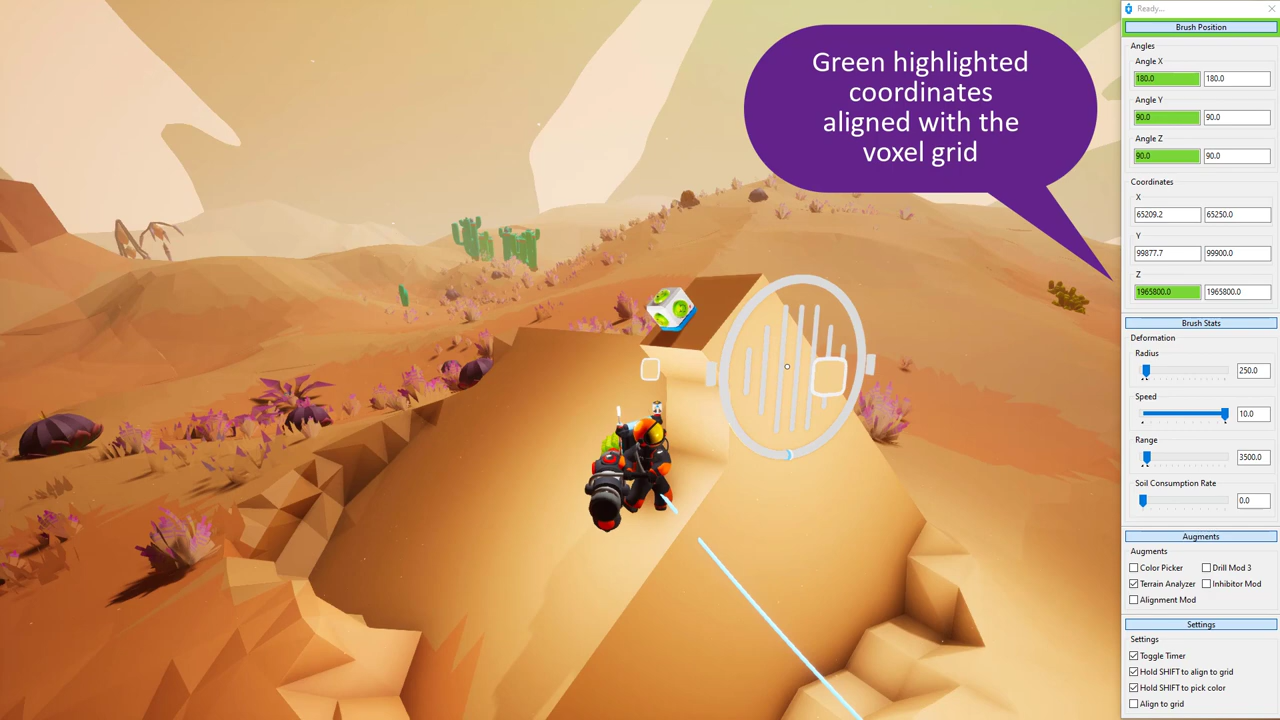 Ready...
Brush Position
Green highlighted
coordinates
aligned with the
voxel grid
Angles
Angle X
180.0 180.0
Angle Y
90.0 90.0
Angle Z
90.0 90.0
Coordinates
X
65209.2 65250.0
Y
99877.7 99900.0
Z
1965800.0 1965800.0
Brush Stats
Deformation
Radius
250.0
Speed
10.0
Range
3500.0
Soil Consumption Rate
0.0
Augments
Augments
Color Picker Drill Mod 3
Terrain Analyzer Inhibitor Mod
Alignment Mod
Settings
Settings
Toggle Timer
Hold SHIFT to align to grid
Hold SHIFT to pick color
Align to grid